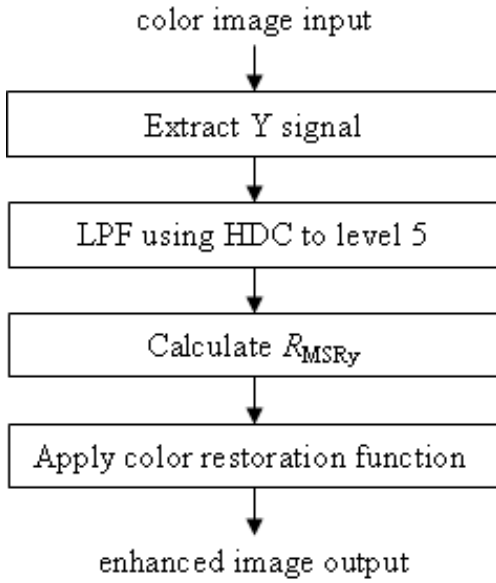 color image input
Extract Y signal
LPF using HDC to level 5
Calculate R_MSRy
Apply color restoration function
enhanced image output